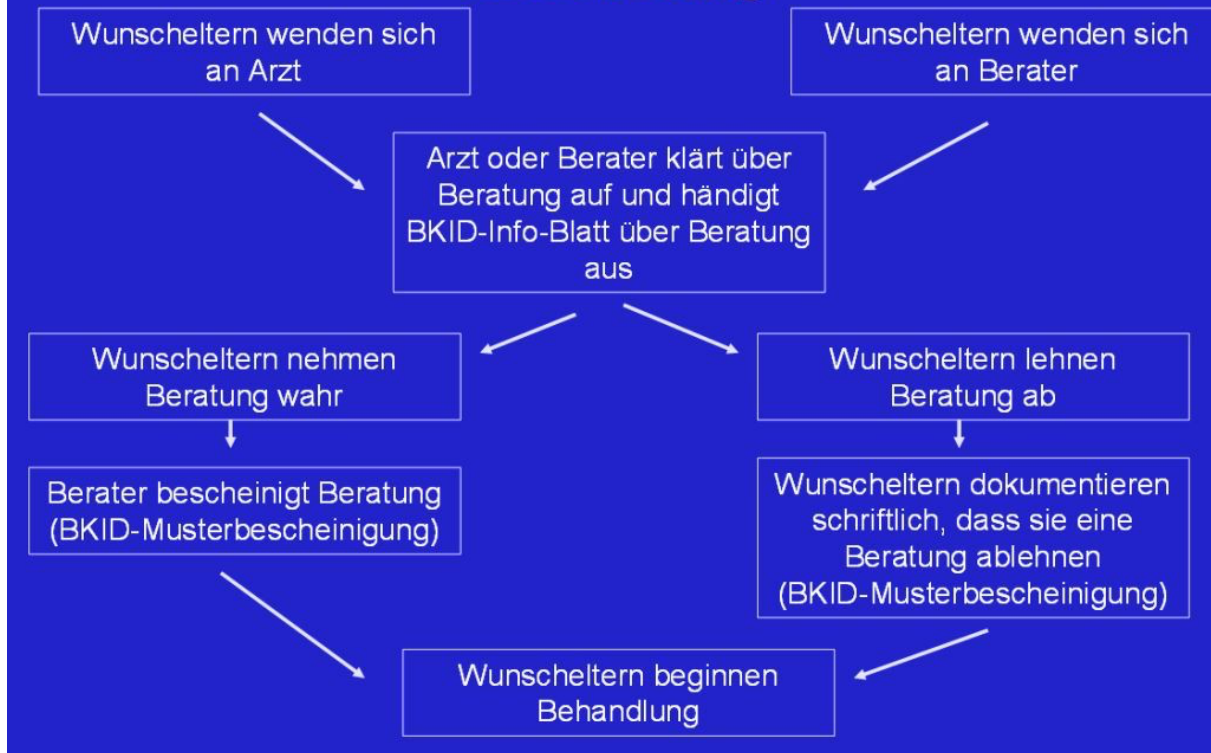 Wunscheltern wenden sich
an Arzt
Wunscheltern wenden sich
an Berater
Arzt oder Berater klärt über
Beratung auf und händigt
BKID-Info-Blatt über Beratung
aus
Wunscheltern nehmen
Beratung wahr
Wunscheltern lehnen
Beratung ab
Berater bescheinigt Beratung
(BKID-Musterbescheinigung)
Wunscheltern dokumentieren
schriftlich, dass sie eine
Beratung ablehnen
(BKID-Musterbescheinigung)
Wunscheltern beginnen
Behandlung